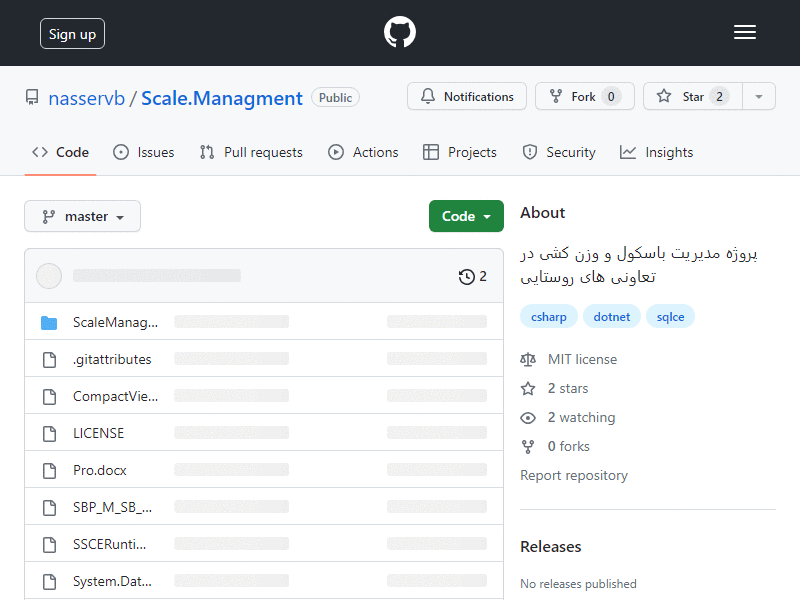 Sign up
nasservb / Scale.Managment Public
Notifications
Fork 0
Star 2
Code
Issues
Pull requests
Actions
Projects
Security
Insights
master
Code
2
ScaleManag...
.gitattributes
CompactVie...
LICENSE
Pro.docx
SBP_M_SB_...
SSCERunti...
System.Dat...
About
پروژه مدیریت باسکول و وزن کشی در
تعاونی های روستایی
csharp dotnet sqlce
MIT license
2 stars
2 watching
0 forks
Report repository
Releases
No releases published